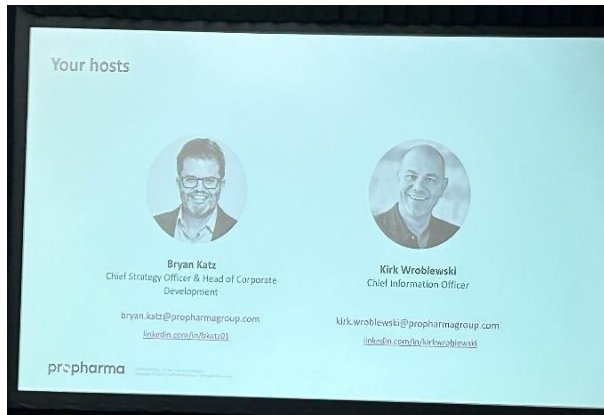 Your hosts
Bryan Katz
Chief Strategy Officer & Head of Corporate
Development
bryan.katz@propharmagroup.com
linkedin.com/in/bkatz01
Kirk Wroblewski
Chief Information Officer
kirk.wroblewski@propharmagroup.com
linkedin.com/in/kirkwroblewski
propharma